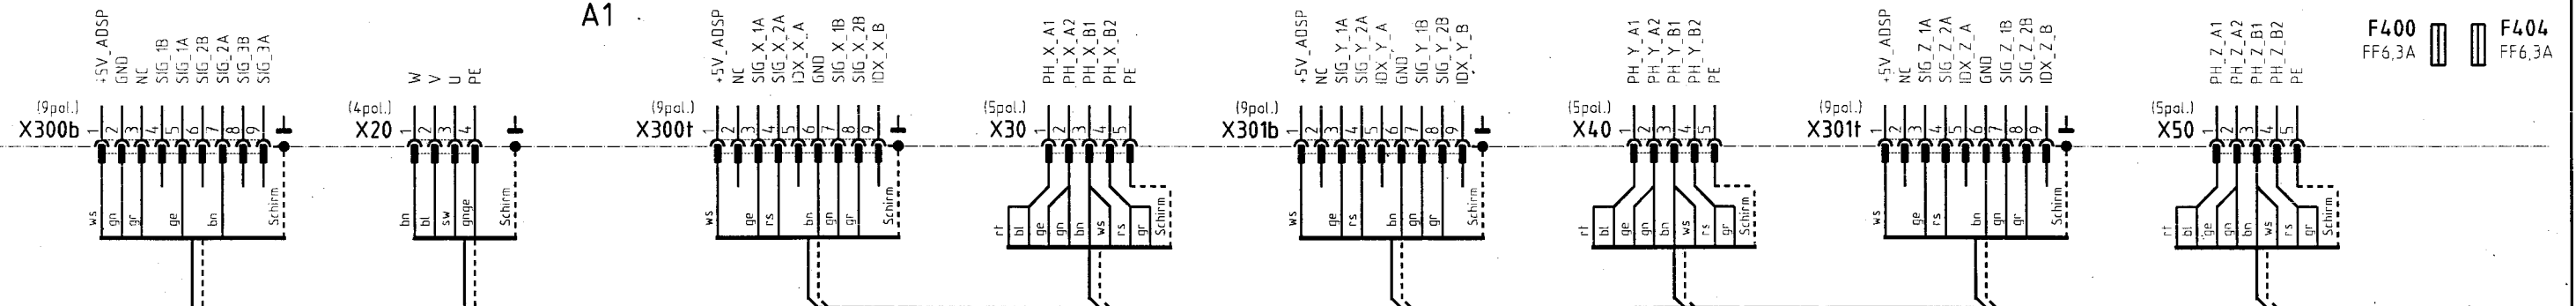 A1
F400
FF6,3A
F404
FF6,3A
+5V_ADSP
GND
NC
SIG_1B
SIG_1A
SIG_2B
SIG_2A
SIG_3B
SIG_3A
(9pol.)
X300b
1 2 3 4 5 6 7 8 9
ws gn gr ge bn Schirm
W
V
U
PE
(4pol.)
X20
1 2 3 4
bn bl sw gnge Schirm
+5V_ADSP
NC
SIG_X_1A
SIG_X_2A
IDX_X_A
GND
SIG_X_1B
SIG_X_2B
IDX_X_B
(9pol.)
X300t
1 2 3 4 5 6 7 8 9
ws ge rs bn gn gr Schirm
PH_X_A1
PH_X_A2
PH_X_B1
PH_X_B2
PE
(5pol.)
X30
1 2 3 4 5
rt bl ge gn bn ws rs gr Schirm
+5V_ADSP
NC
SIG_Y_1A
SIG_Y_2A
IDX_Y_A
GND
SIG_Y_1B
SIG_Y_2B
IDX_Y_B
(9pol.)
X301b
1 2 3 4 5 6 7 8 9
ws ge rs bn gn gr Schirm
PH_Y_A1
PH_Y_A2
PH_Y_B1
PH_Y_B2
PE
(5pol.)
X40
1 2 3 4 5
rt bl ge gn bn ws rs gr Schirm
+5V_ADSP
NC
SIG_Z_1A
SIG_Z_2A
IDX_Z_A
GND
SIG_Z_1B
SIG_Z_2B
IDX_Z_B
(9pol.)
X301t
1 2 3 4 5 6 7 8 9
ws ge rs bn gn gr Schirm
PH_Z_A1
PH_Z_A2
PH_Z_B1
PH_Z_B2
PE
(5pol.)
X50
1 2 3 4 5
rt bl ge gn bn ws rs gr Schirm